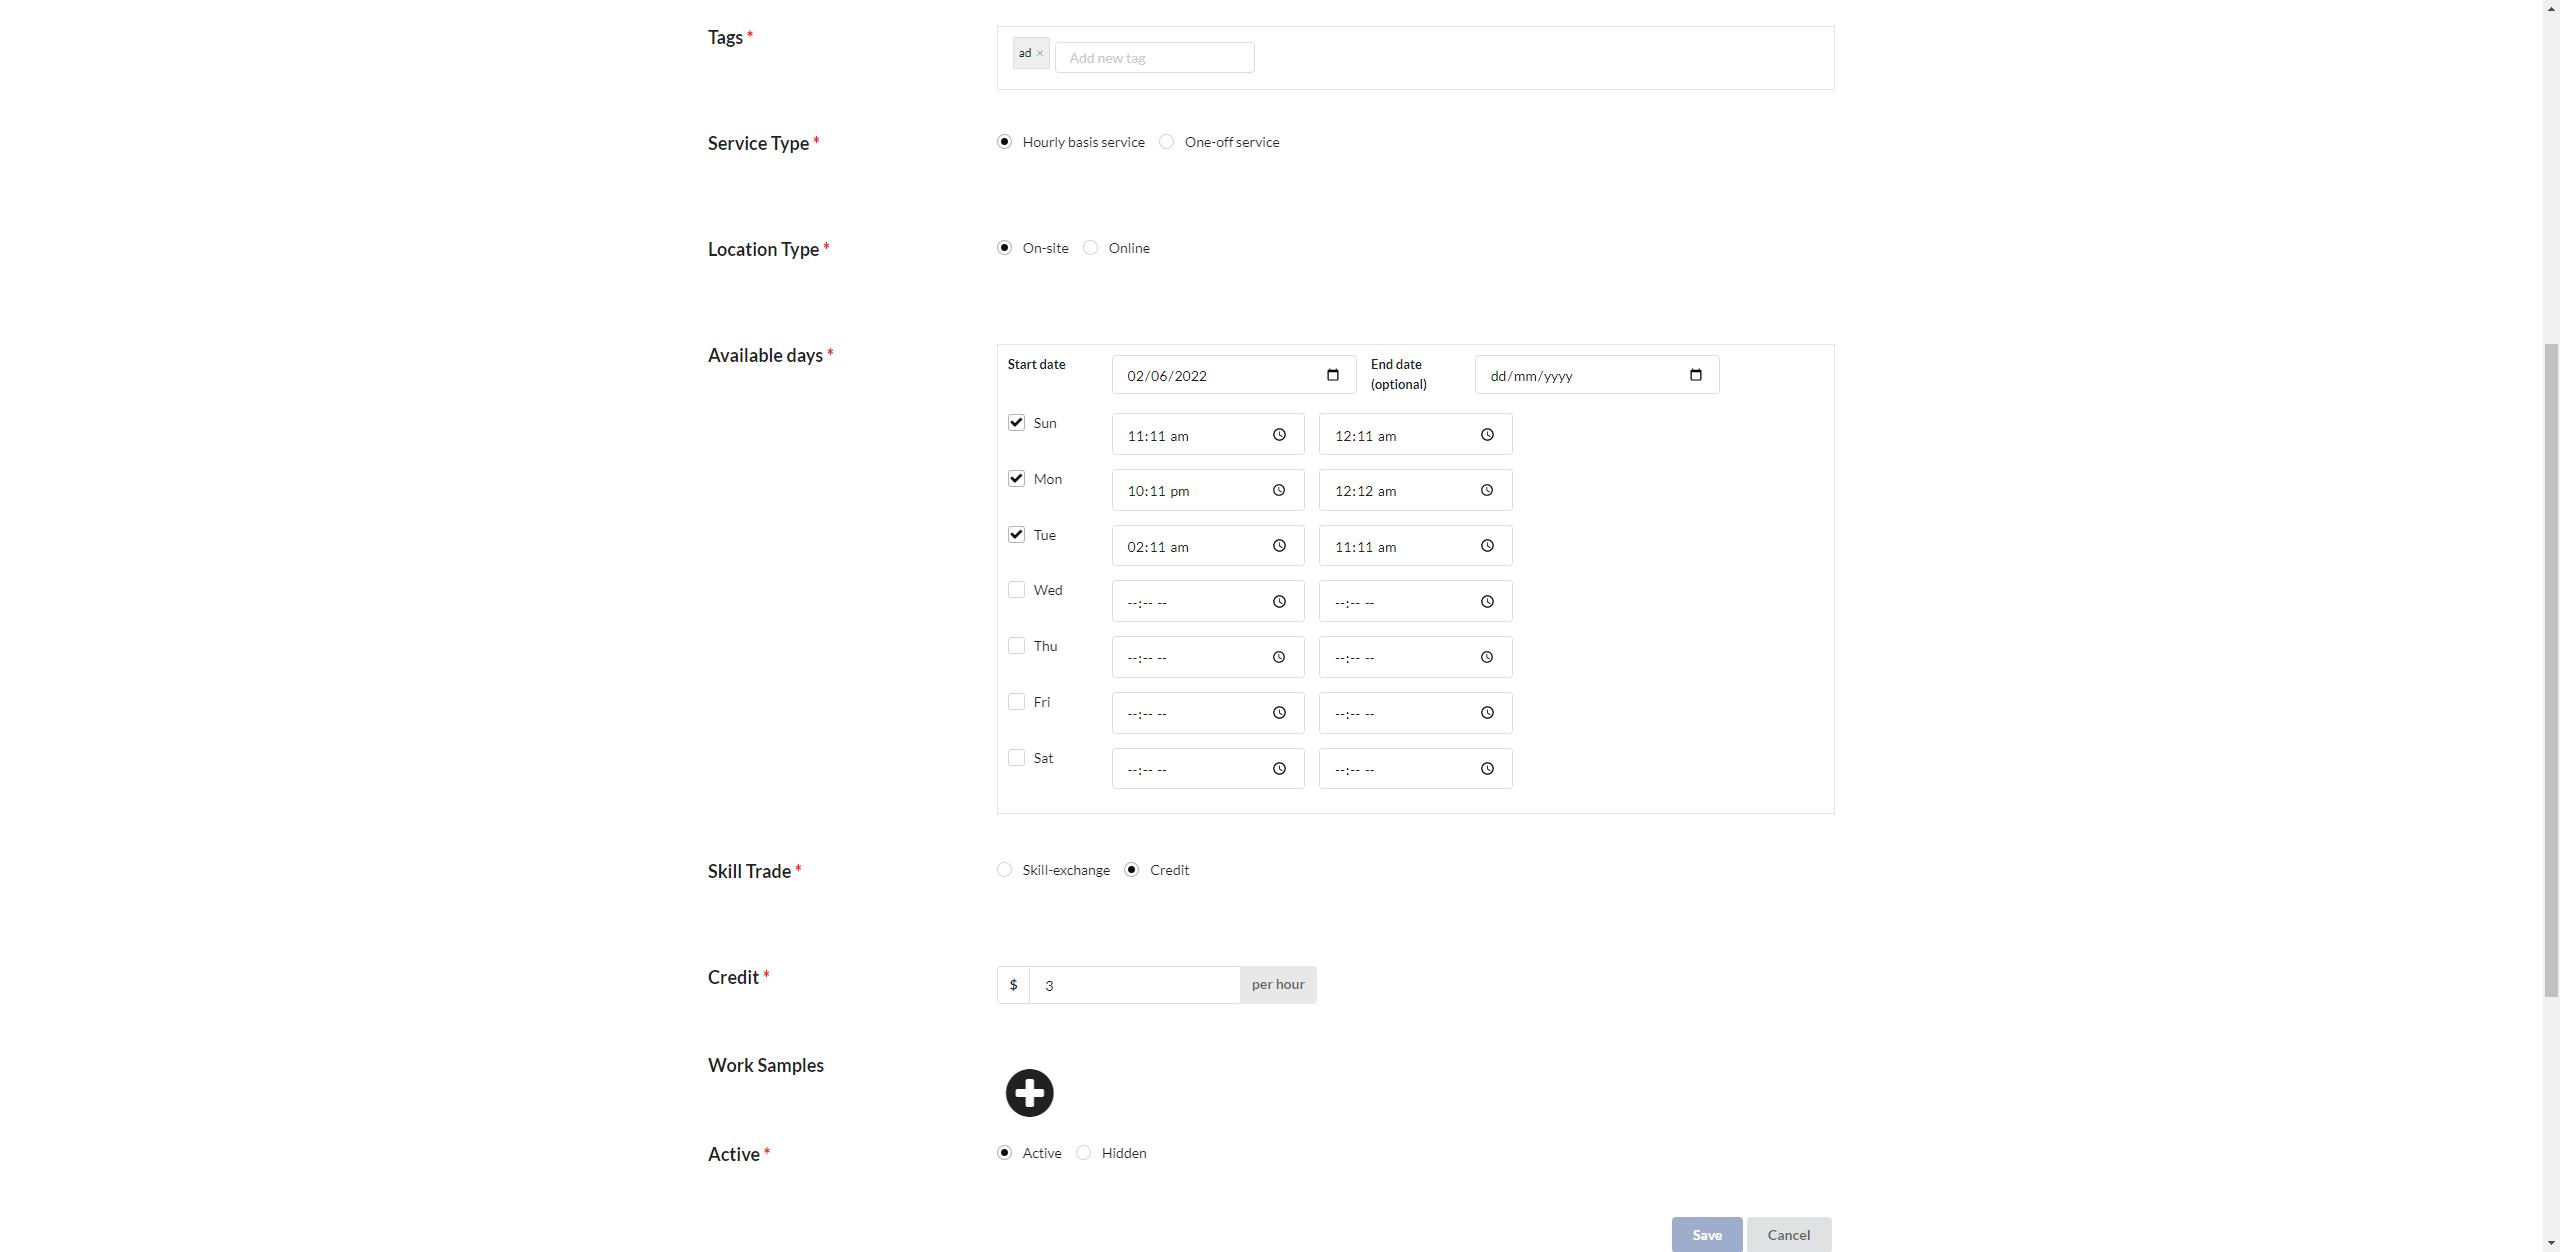 Tags *
ad × Add new tag
Service Type *
Hourly basis service One-off service
Location Type *
On-site Online
Available days *
Start date 02/06/2022 End date (optional) dd/mm/yyyy
Sun 11:11 am 12:11 am
Mon 10:11 pm 12:12 am
Tue 02:11 am 11:11 am
Wed --:-- -- --:-- --
Thu --:-- -- --:-- --
Fri --:-- -- --:-- --
Sat --:-- -- --:-- --
Skill Trade *
Skill-exchange Credit
Credit *
$ 3 per hour
Work Samples
Active *
Active Hidden
Save Cancel